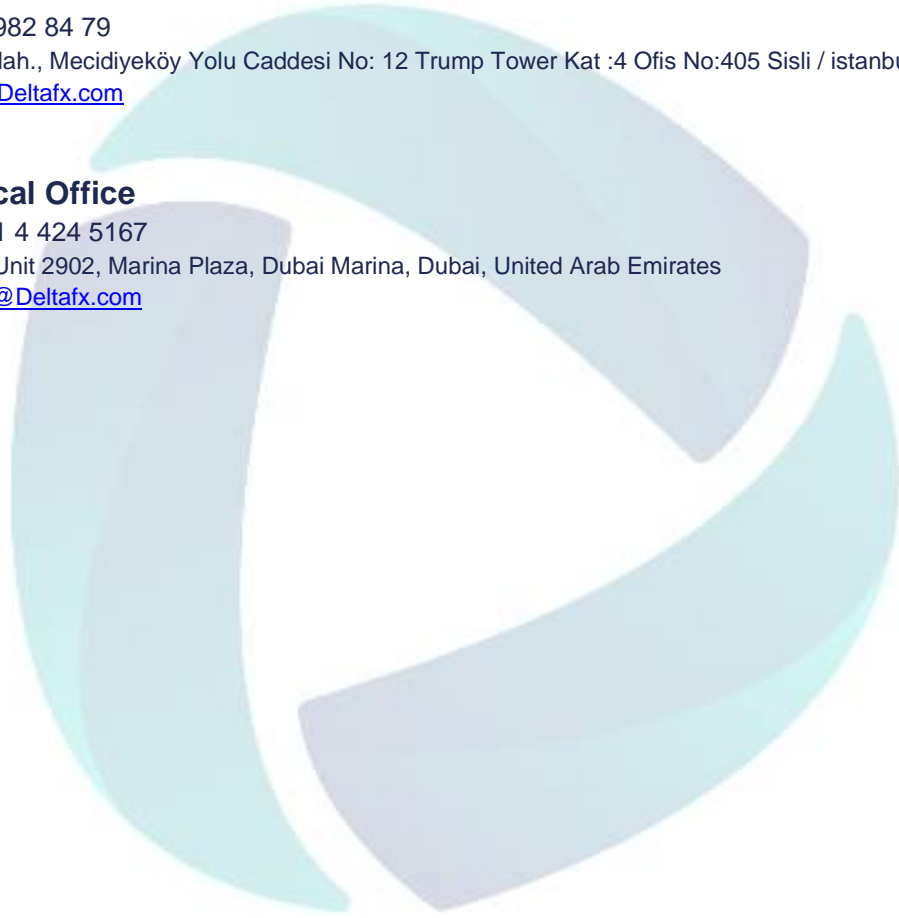 982 84 79
Mah., Mecidiyeköy Yolu Caddesi No: 12 Trump Tower Kat :4 Ofis No:405 Sisli / istanbu
Deltafx.com
cal Office
1 4 424 5167
Unit 2902, Marina Plaza, Dubai Marina, Dubai, United Arab Emirates
@Deltafx.com